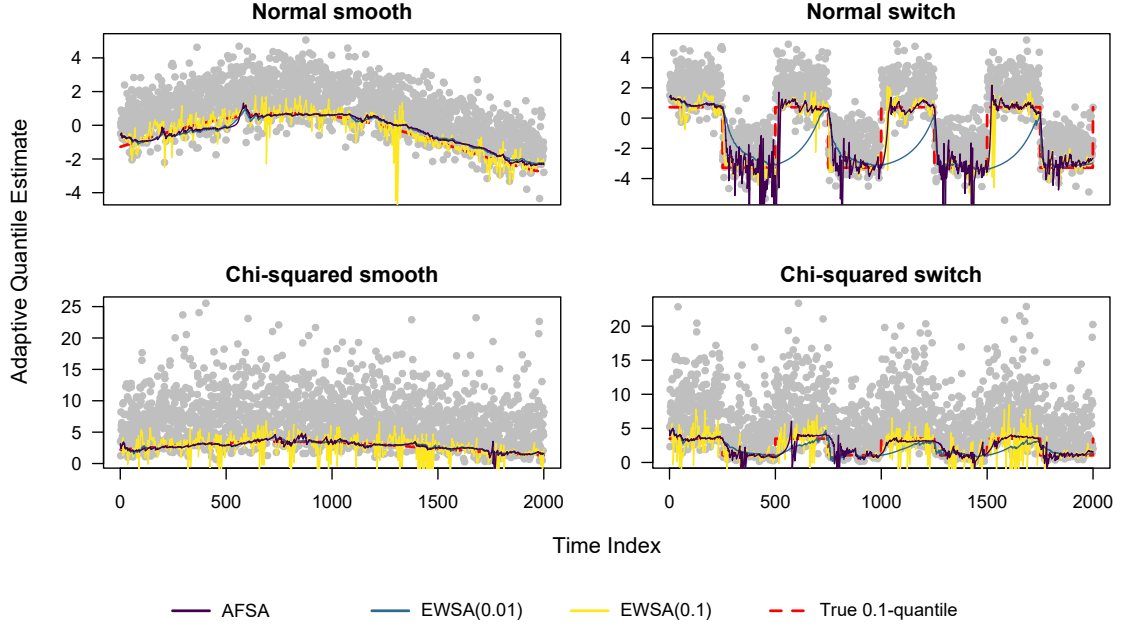 Normal smooth
Normal switch
4
2
0
-2
-4
4
2
0
-2
-4
Adaptive Quantile Estimate
Chi-squared smooth
Chi-squared switch
25
20
15
10
5
0
20
15
10
5
0
0 500 1000 1500 2000
0 500 1000 1500 2000
Time Index
AFSA EWSA(0.01) EWSA(0.1) True 0.1-quantile